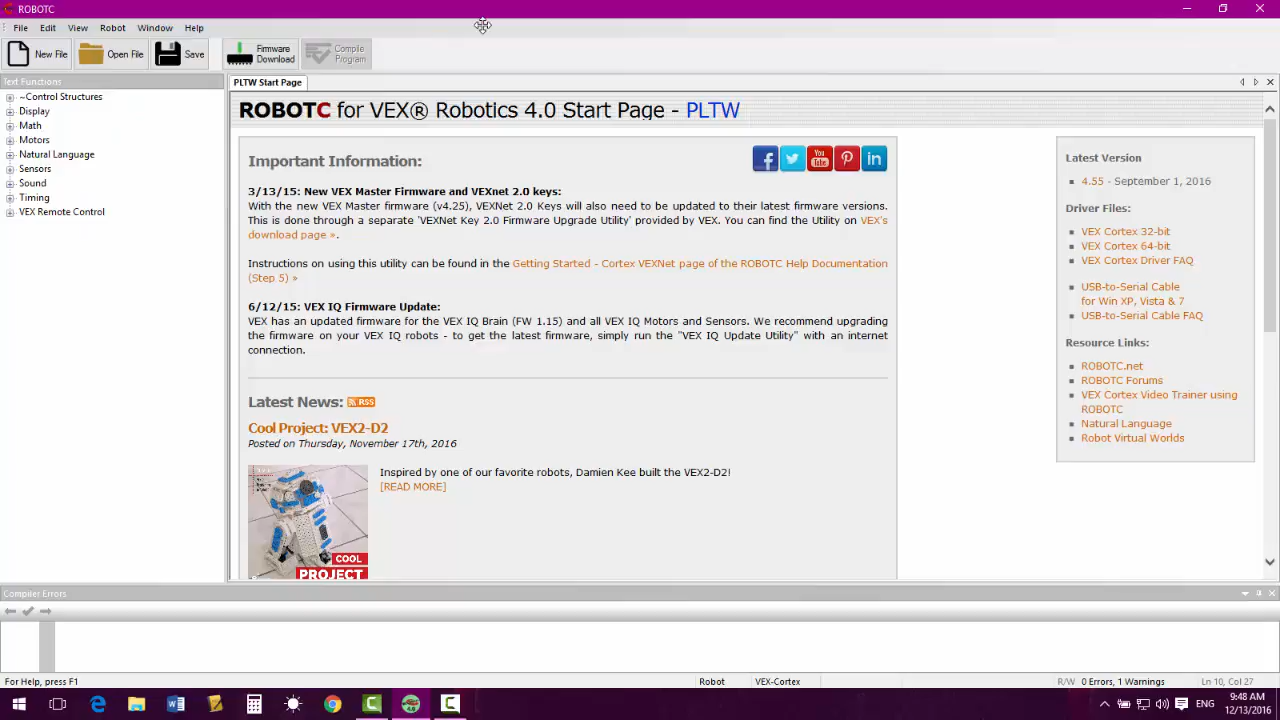 ROBOTC
File Edit View Robot Window Help
New File Open File Save Firmware Download Compile Program
Text Functions
~Control Structures
Display
Math
Motors
Natural Language
Sensors
Sound
Timing
VEX Remote Control
PLTW Start Page
ROBOTC for VEX® Robotics 4.0 Start Page - PLTW
Important Information:
3/13/15: New VEX Master Firmware and VEXnet 2.0 keys:
With the new VEX Master firmware (v4.25), VEXNet 2.0 Keys will also need to be updated to their latest firmware versions.
This is done through a separate 'VEXNet Key 2.0 Firmware Upgrade Utility' provided by VEX. You can find the Utility on VEX's
download page ».
Instructions on using this utility can be found in the Getting Started - Cortex VEXNet page of the ROBOTC Help Documentation
(Step 5) »
6/12/15: VEX IQ Firmware Update:
VEX has an updated firmware for the VEX IQ Brain (FW 1.15) and all VEX IQ Motors and Sensors. We recommend upgrading
the firmware on your VEX IQ robots - to get the latest firmware, simply run the "VEX IQ Update Utility" with an internet
connection.
Latest News: RSS
Cool Project: VEX2-D2
Posted on Thursday, November 17th, 2016
Inspired by one of our favorite robots, Damien Kee built the VEX2-D2!
[READ MORE]
COOL
PROJECT
Latest Version
4.55 - September 1, 2016
Driver Files:
VEX Cortex 32-bit
VEX Cortex 64-bit
VEX Cortex Driver FAQ
USB-to-Serial Cable
for Win XP, Vista & 7
USB-to-Serial Cable FAQ
Resource Links:
ROBOTC.net
ROBOTC Forums
VEX Cortex Video Trainer using
ROBOTC
Natural Language
Robot Virtual Worlds
Compiler Errors
For Help, press F1 Robot VEX-Cortex R/W 0 Errors, 1 Warnings Ln 10, Col 27
ENG 9:48 AM
12/13/2016